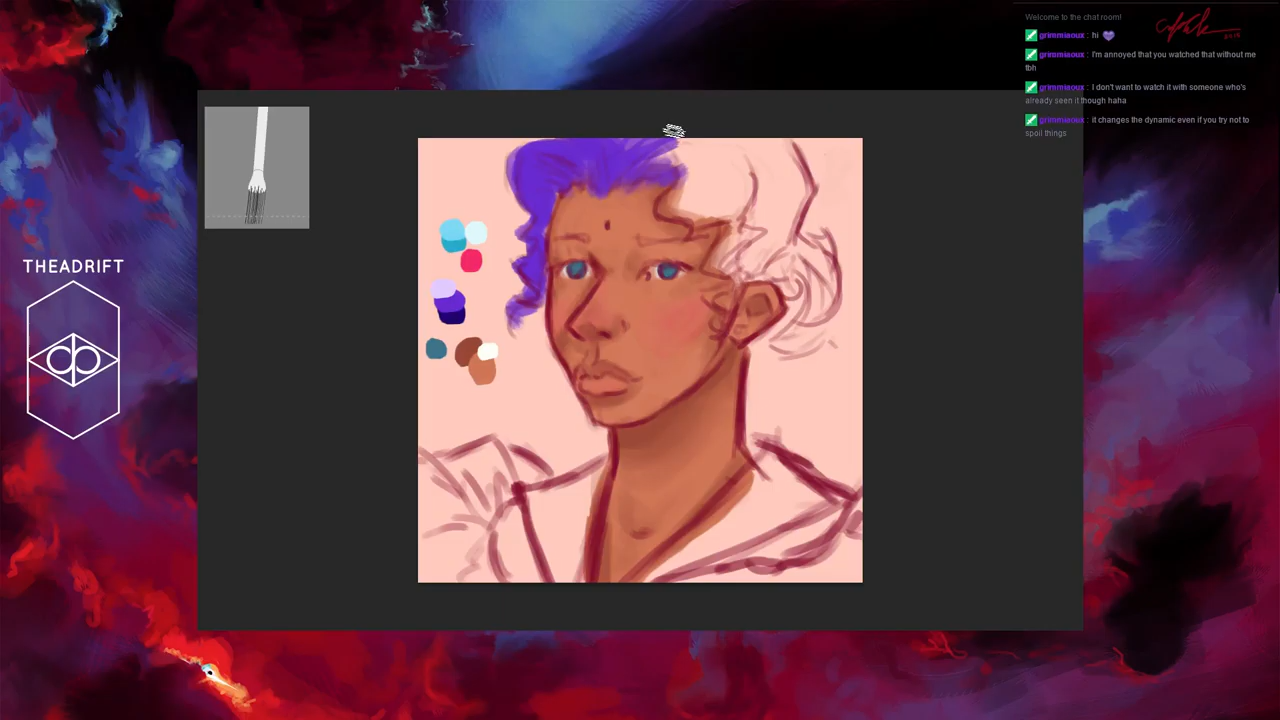 Welcome to the chat room!
grimmiaoux : hi
grimmiaoux : I'm annoyed that you watched that without me
tbh
grimmiaoux : I don't want to watch it with someone who's
already seen it though haha
grimmiaoux : it changes the dynamic even if you try not to
spoil things
THEADRIFT